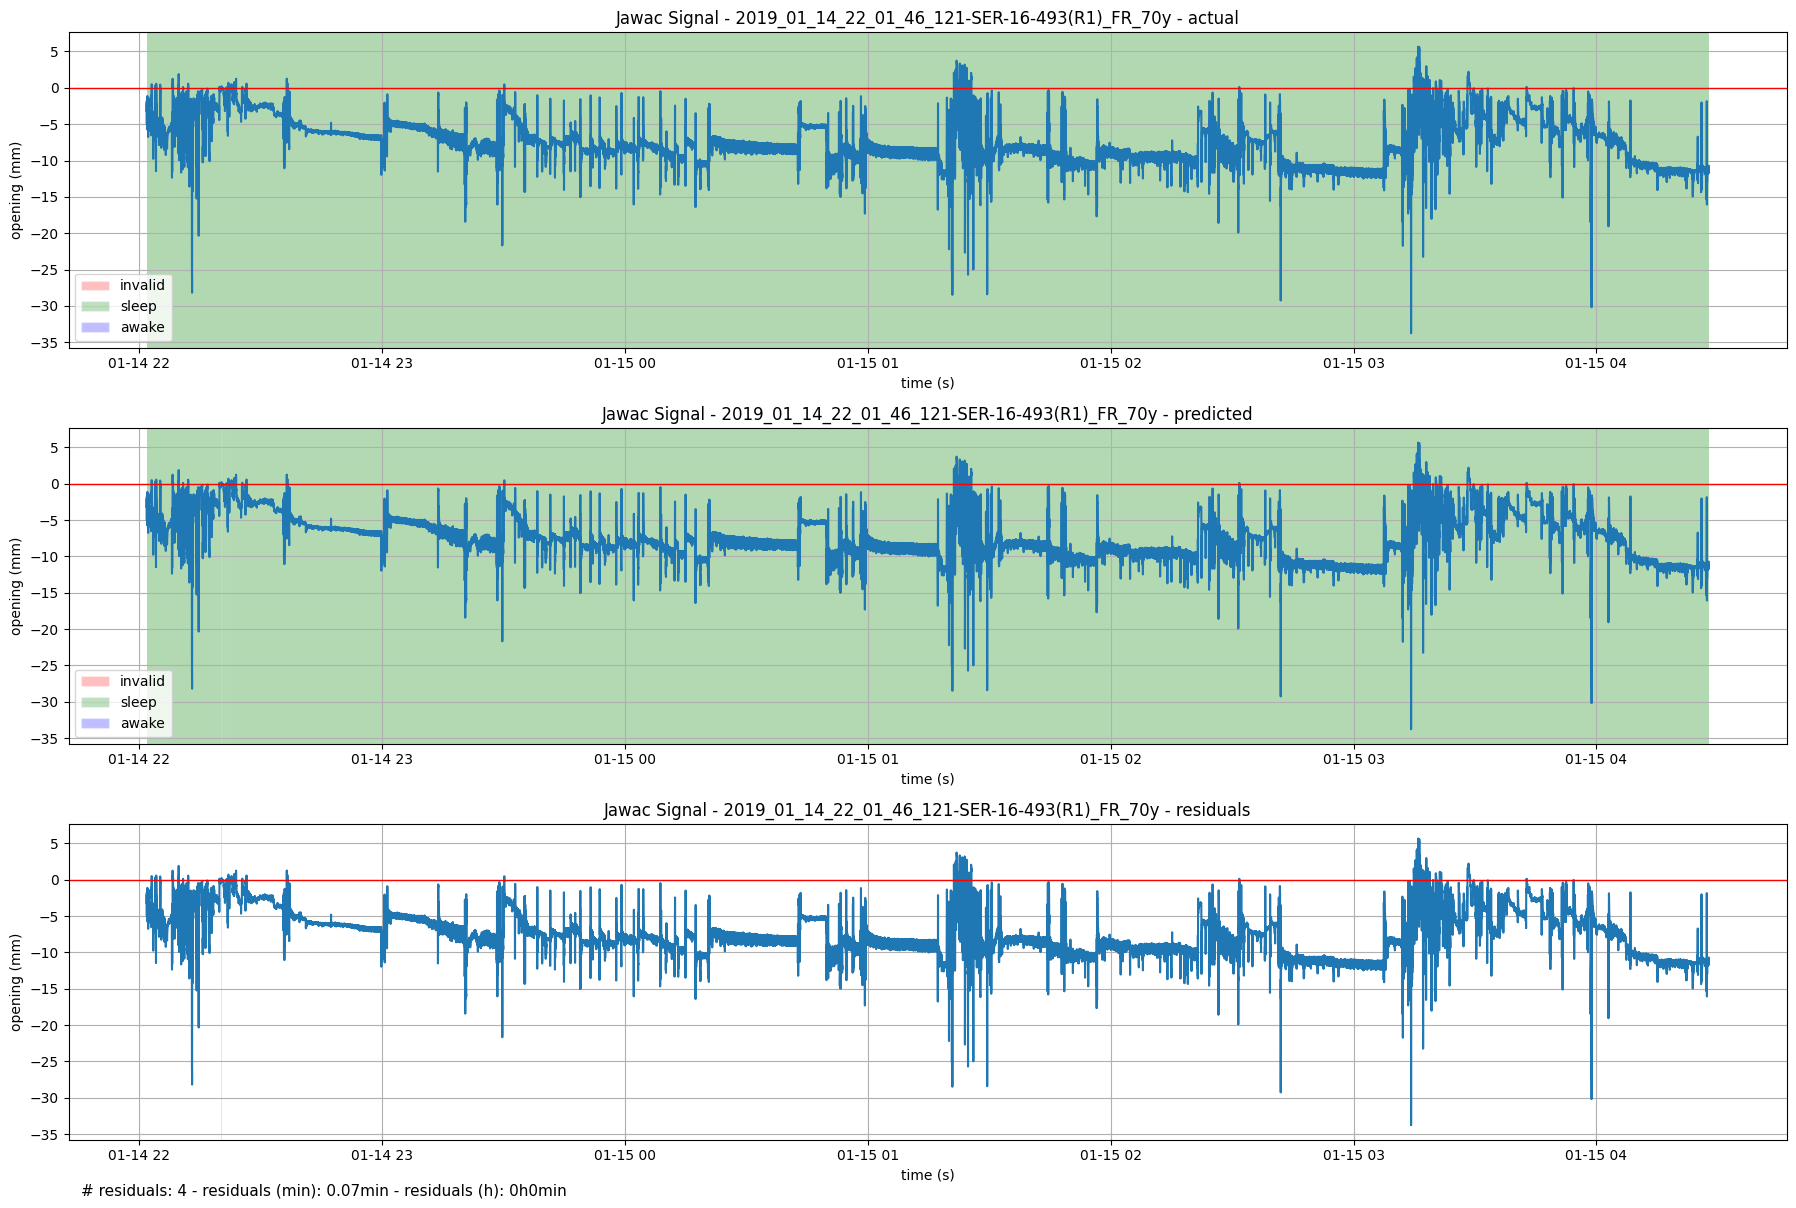 Jawac Signal - 2019_01_14_22_01_46_121-SER-16-493(R1)_FR_70y - actual
5
0
−5
−10
−15
−20
−25
−30
−35
opening (mm)
invalid
sleep
awake
01-14 22 01-14 23 01-15 00 01-15 01 01-15 02 01-15 03 01-15 04
time (s)
Jawac Signal - 2019_01_14_22_01_46_121-SER-16-493(R1)_FR_70y - predicted
5
0
−5
−10
−15
−20
−25
−30
−35
opening (mm)
invalid
sleep
awake
01-14 22 01-14 23 01-15 00 01-15 01 01-15 02 01-15 03 01-15 04
time (s)
Jawac Signal - 2019_01_14_22_01_46_121-SER-16-493(R1)_FR_70y - residuals
5
0
−5
−10
−15
−20
−25
−30
−35
opening (mm)
01-14 22 01-14 23 01-15 00 01-15 01 01-15 02 01-15 03 01-15 04
time (s)
# residuals: 4 - residuals (min): 0.07min - residuals (h): 0h0min